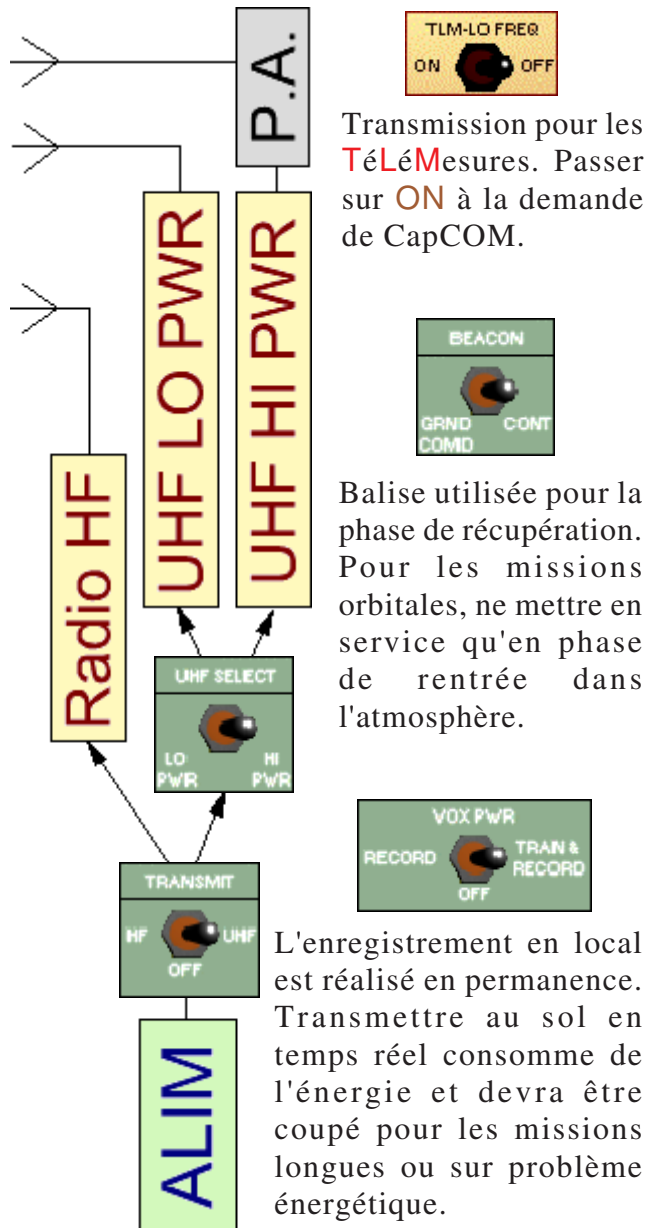 TLM-LO FREQ
ON OFF
Transmission pour les
TéLéMesures. Passer
sur ON à la demande
de CapCOM.
P.A.
UHF LO PWR
UHF HI PWR
Radio HF
BEACON
GRND
COMD
CONT
Balise utilisée pour la
phase de récupération.
Pour les missions
orbitales, ne mettre en
service qu'en phase
de rentrée dans
l'atmosphère.
UHF SELECT
LO
PWR
HI
PWR
VOX PWR
RECORD
TRAN &
RECORD
OFF
TRANSMIT
HF UHF
OFF
L'enregistrement en local
est réalisé en permanence.
Transmettre au sol en
temps réel consomme de
l'énergie et devra être
coupé pour les missions
longues ou sur problème
énergétique.
ALIM